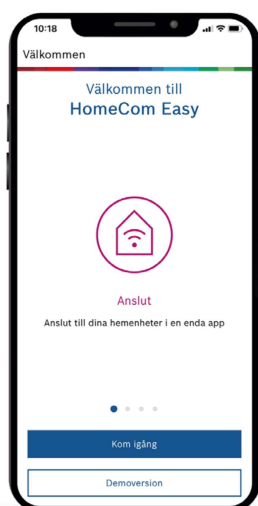 10:18
Välkommen
Välkommen till
HomeCom Easy
Anslut
Anslut till dina hemenheter i en enda app
Kom igång
Demoversion